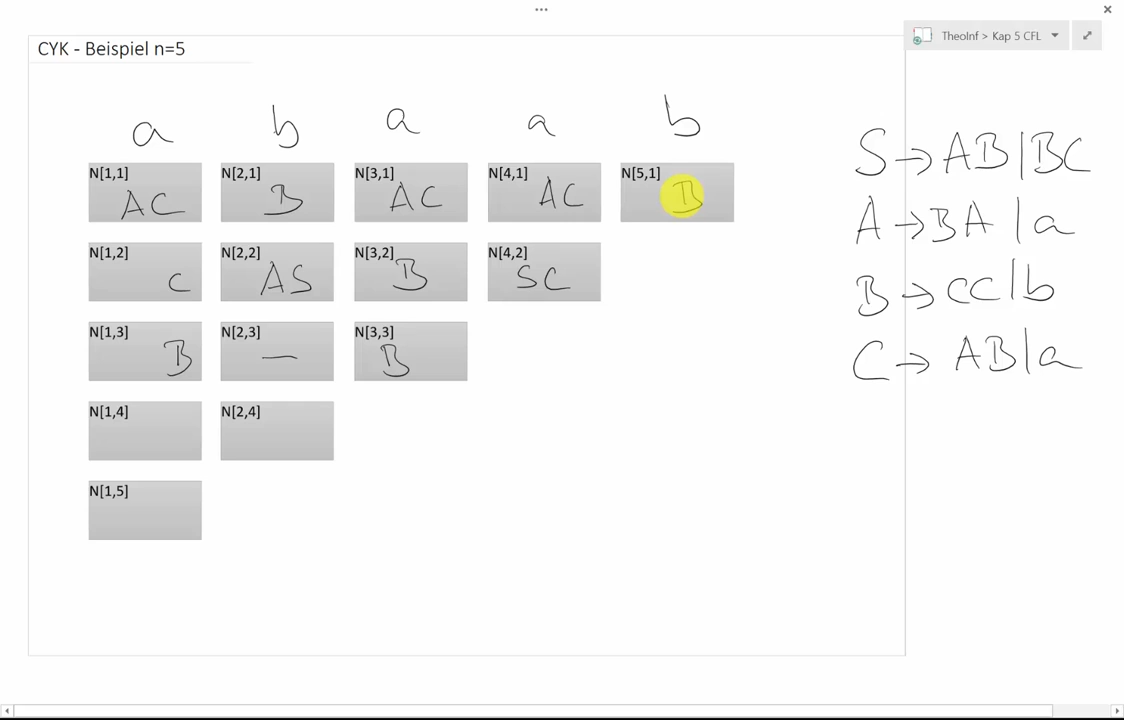 TheoInf > Kap 5 CFL
CYK - Beispiel n=5
a b a a b
N[1,1] N[2,1] N[3,1] N[4,1] N[5,1]
AC B AC AC B
N[1,2] N[2,2] N[3,2] N[4,2]
C AS B SC
N[1,3] N[2,3] N[3,3]
B — B
N[1,4] N[2,4]
N[1,5]
S → AB | BC
A → BA | a
B → CC | b
C → AB | a